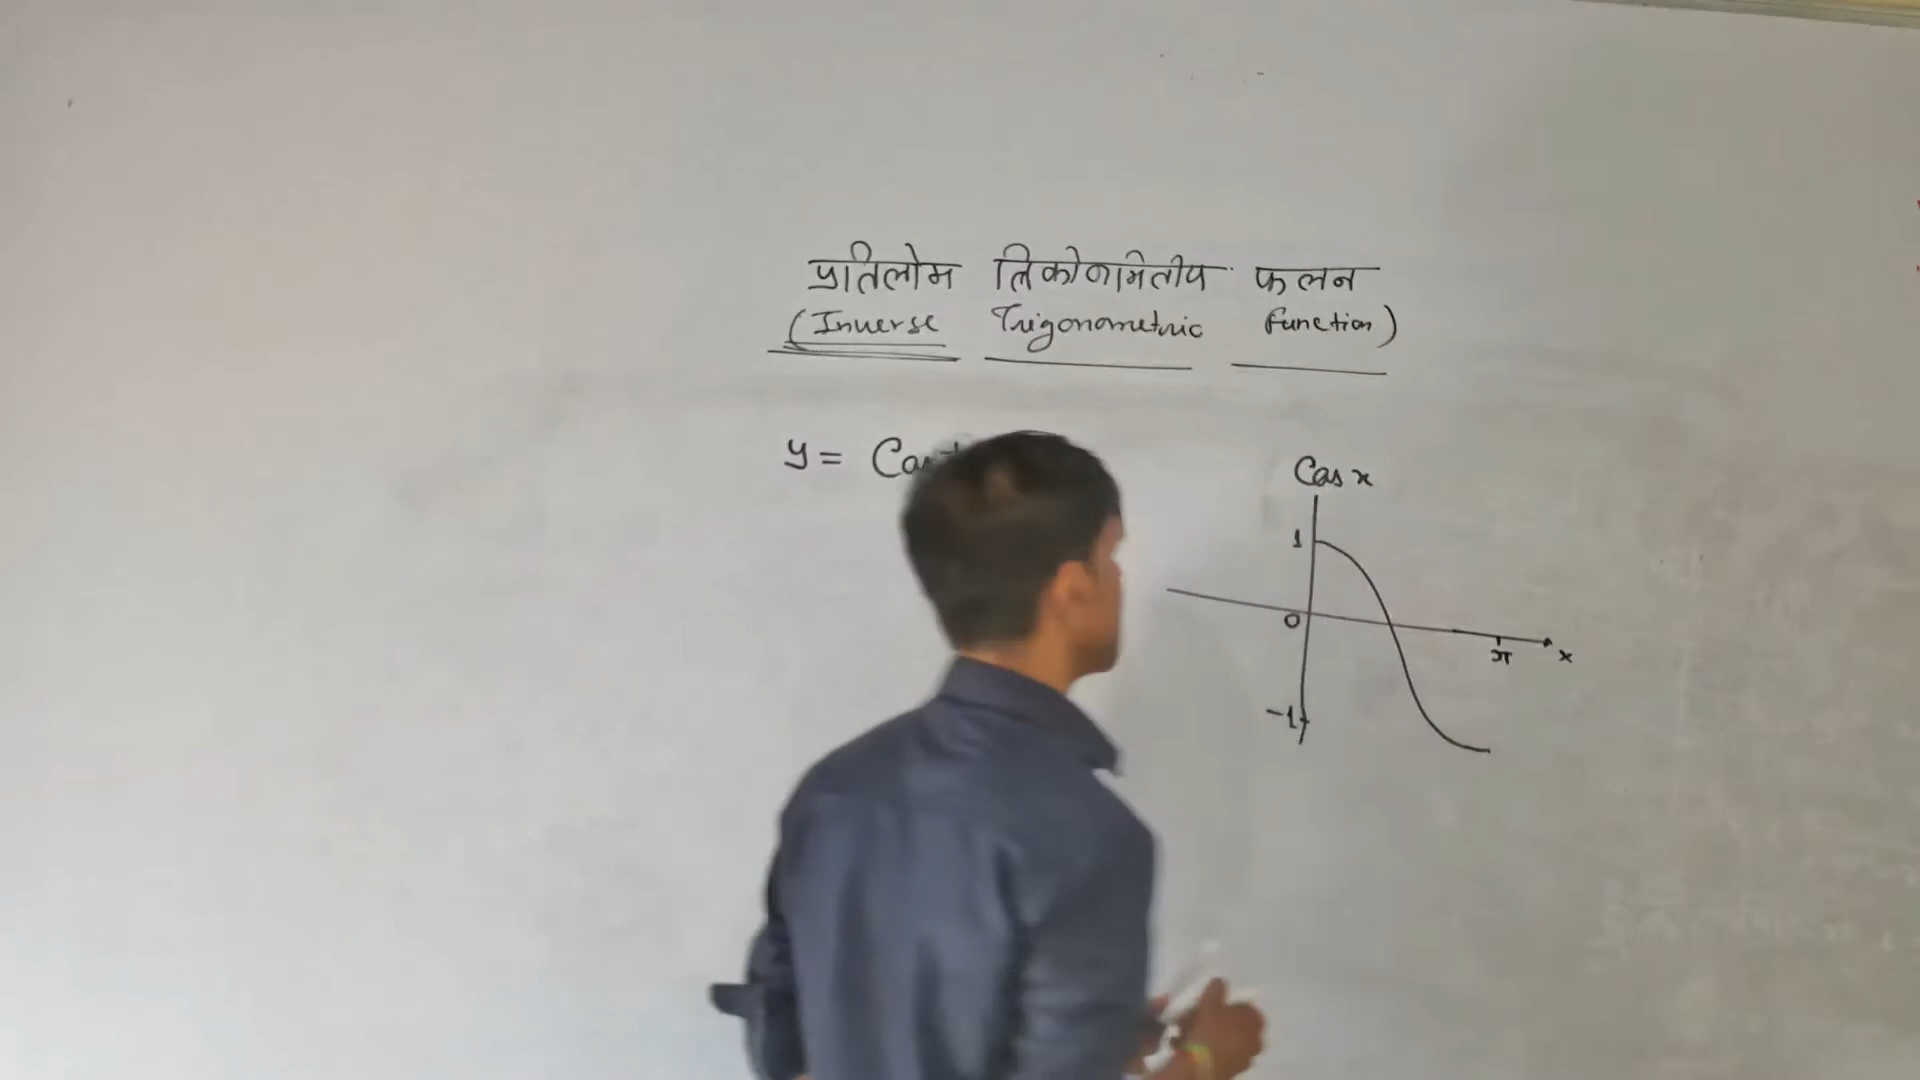 प्रतिलोम त्रिकोणमितीय फलन
(Inverse Trigonometric function)
y =
Cos x
1
0
π x
-1